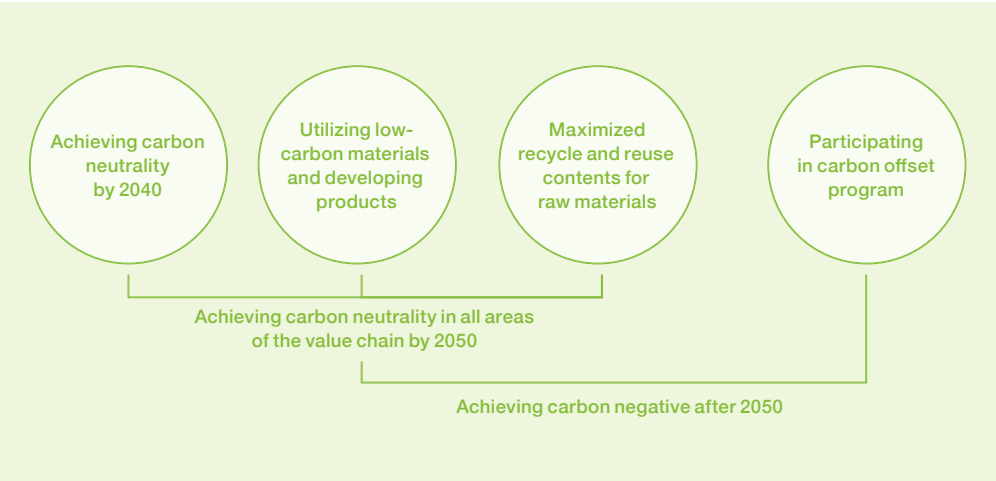 Achieving carbon
neutrality
by 2040
Utilizing low-
carbon materials
and developing
products
Maximized
recycle and reuse
contents for
raw materials
Participating
in carbon offset
program
Achieving carbon neutrality in all areas
of the value chain by 2050
Achieving carbon negative after 2050